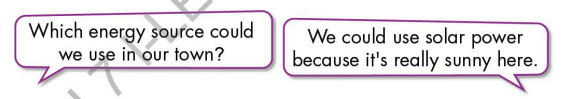 Which energy source could
we use in our town?
We could use solar power
because it's really sunny here.